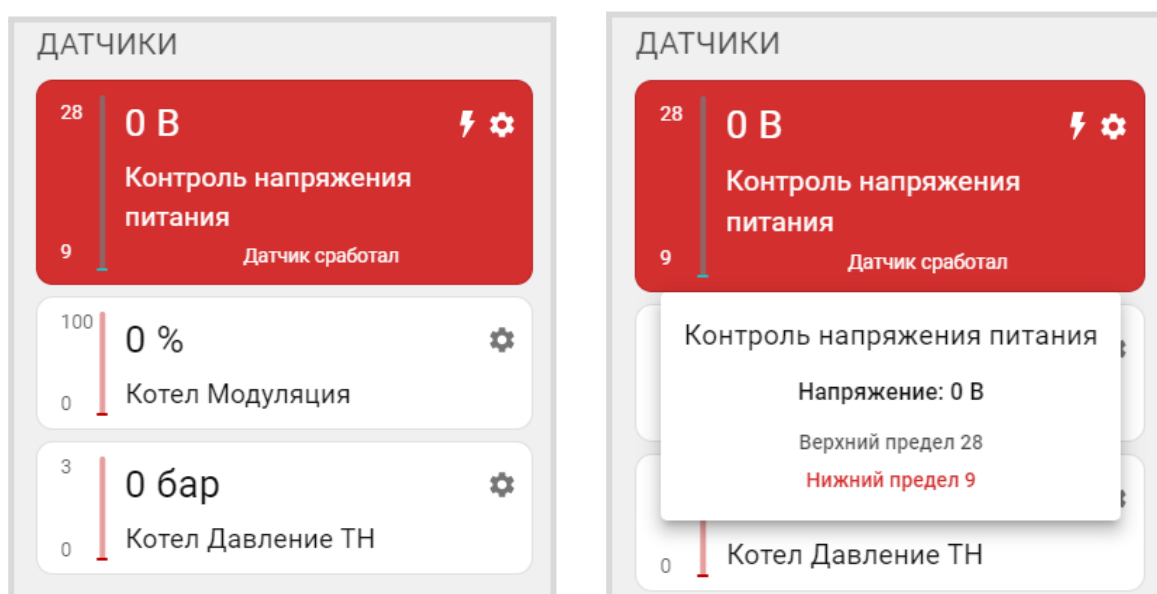 ДАТЧИКИ
28
0 В
Контроль напряжения
питания
9
Датчик сработал
100
0 %
0
Котел Модуляция
3
0 бар
0
Котел Давление ТН
ДАТЧИКИ
28
0 В
Контроль напряжения
питания
9
Датчик сработал
Контроль напряжения питания
Напряжение: 0 В
Верхний предел 28
Нижний предел 9
0
Котел Давление ТН